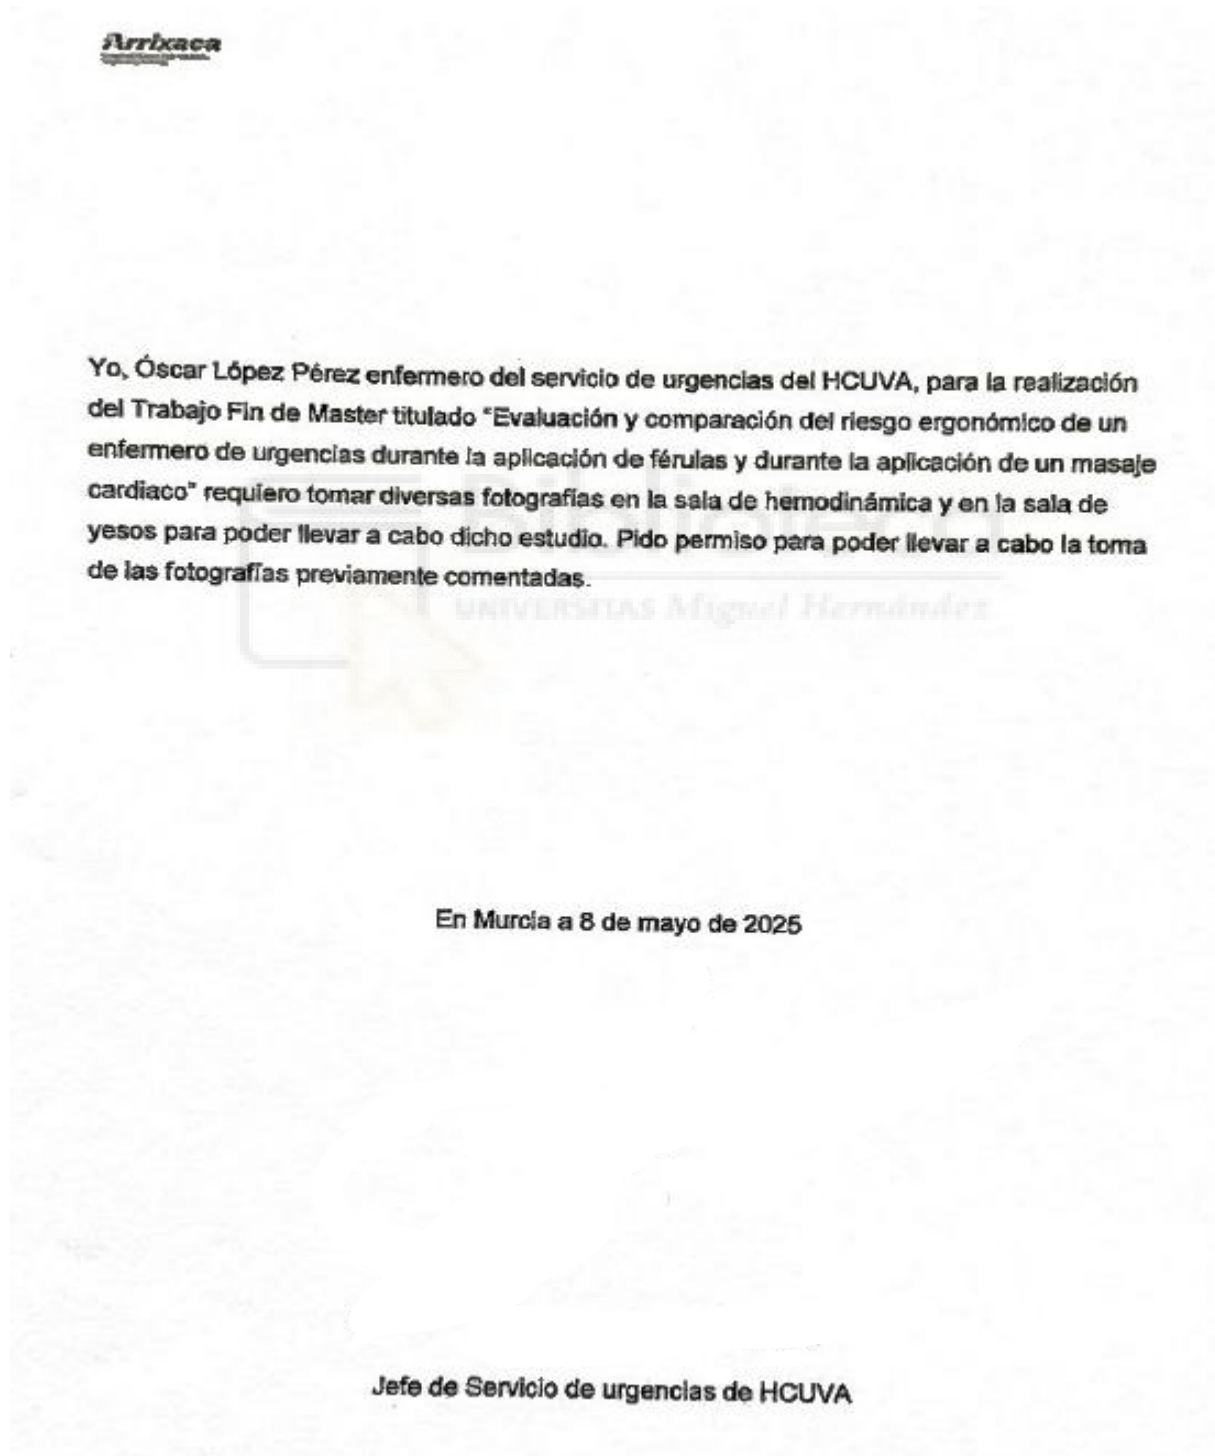 Arrixaca
Yo, Óscar López Pérez enfermero del servicio de urgencias del HCUVA, para la realización
del Trabajo Fin de Master titulado "Evaluación y comparación del riesgo ergonómico de un
enfermero de urgencias durante la aplicación de férulas y durante la aplicación de un masaje
cardiaco" requiero tomar diversas fotografías en la sala de hemodinámica y en la sala de
yesos para poder llevar a cabo dicho estudio. Pido permiso para poder llevar a cabo la toma
de las fotografías previamente comentadas.
Biblioteca
UNIVERSITAS Miguel Hernández
En Murcia a 8 de mayo de 2025
Jefe de Servicio de urgencias de HCUVA